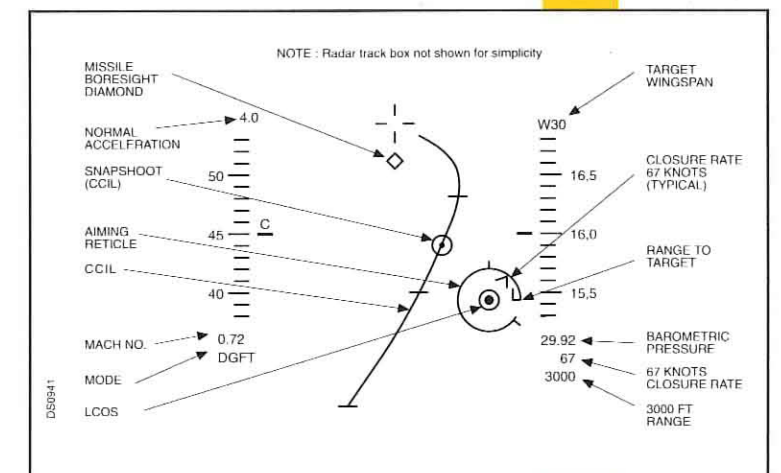 NOTE : Radar track box not shown for simplicity
MISSILE
BORESIGHT
DIAMOND
NORMAL
ACCELFRATION
SNAPSHOOT
(CCIL)
AIMING
RETICLE
CCIL
MACH NO.
MODE
LCOS
4.0
50
45
C
40
0.72
DGFT
W30
16,5
16,0
15,5
29.92
67
3000
TARGET
WINGSPAN
CLOSURE RATE
67 KNOTS
(TYPICAL)
RANGE TO
TARGET
BAROMETRIC
PRESSURE
67 KNOTS
CLOSURE RATE
3000 FT
RANGE
DS0941